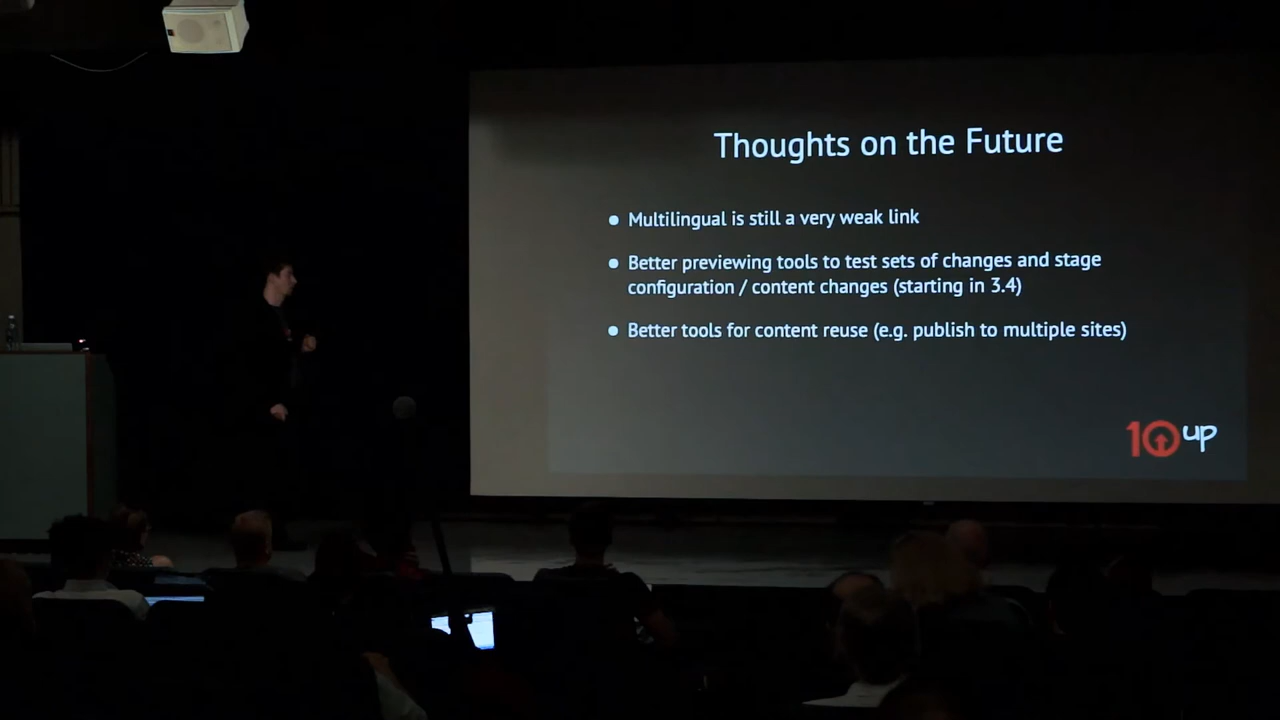 Thoughts on the Future
● Multilingual is still a very weak link
● Better previewing tools to test sets of changes and stage
configuration / content changes (starting in 3.4)
● Better tools for content reuse (e.g. publish to multiple sites)
10up